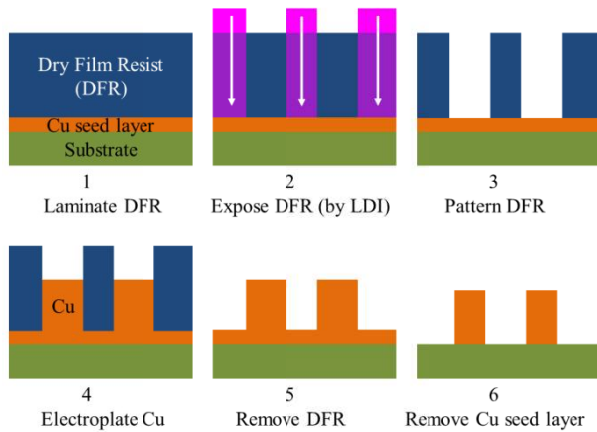 Dry Film Resist
(DFR)
Cu seed layer
Substrate
1
Laminate DFR
2
Expose DFR (by LDI)
3
Pattern DFR
Cu
4
Electroplate Cu
5
Remove DFR
6
Remove Cu seed layer